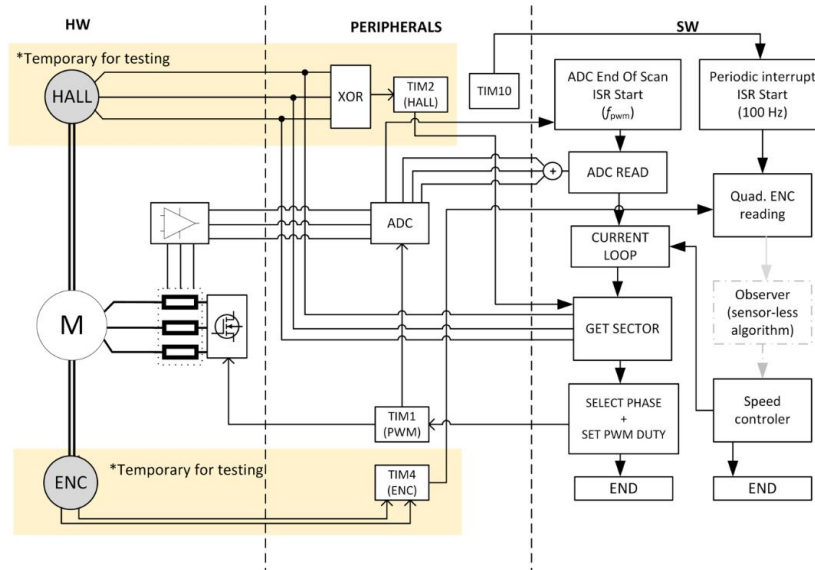 HW
PERIPHERALS
SW
*Temporary for testing
HALL
XOR
TIM2
(HALL)
TIM10
ADC End Of Scan
ISR Start
(fpwm)
Periodic interrupt
ISR Start
(100 Hz)
+
ADC READ
ADC
Quad. ENC
reading
CURRENT
LOOP
Observer
(sensor-less
algorithm)
M
GET SECTOR
TIM1
(PWM)
SELECT PHASE
+
SET PWM DUTY
Speed
controler
*Temporary for testing
ENC
TIM4
(ENC)
END
END